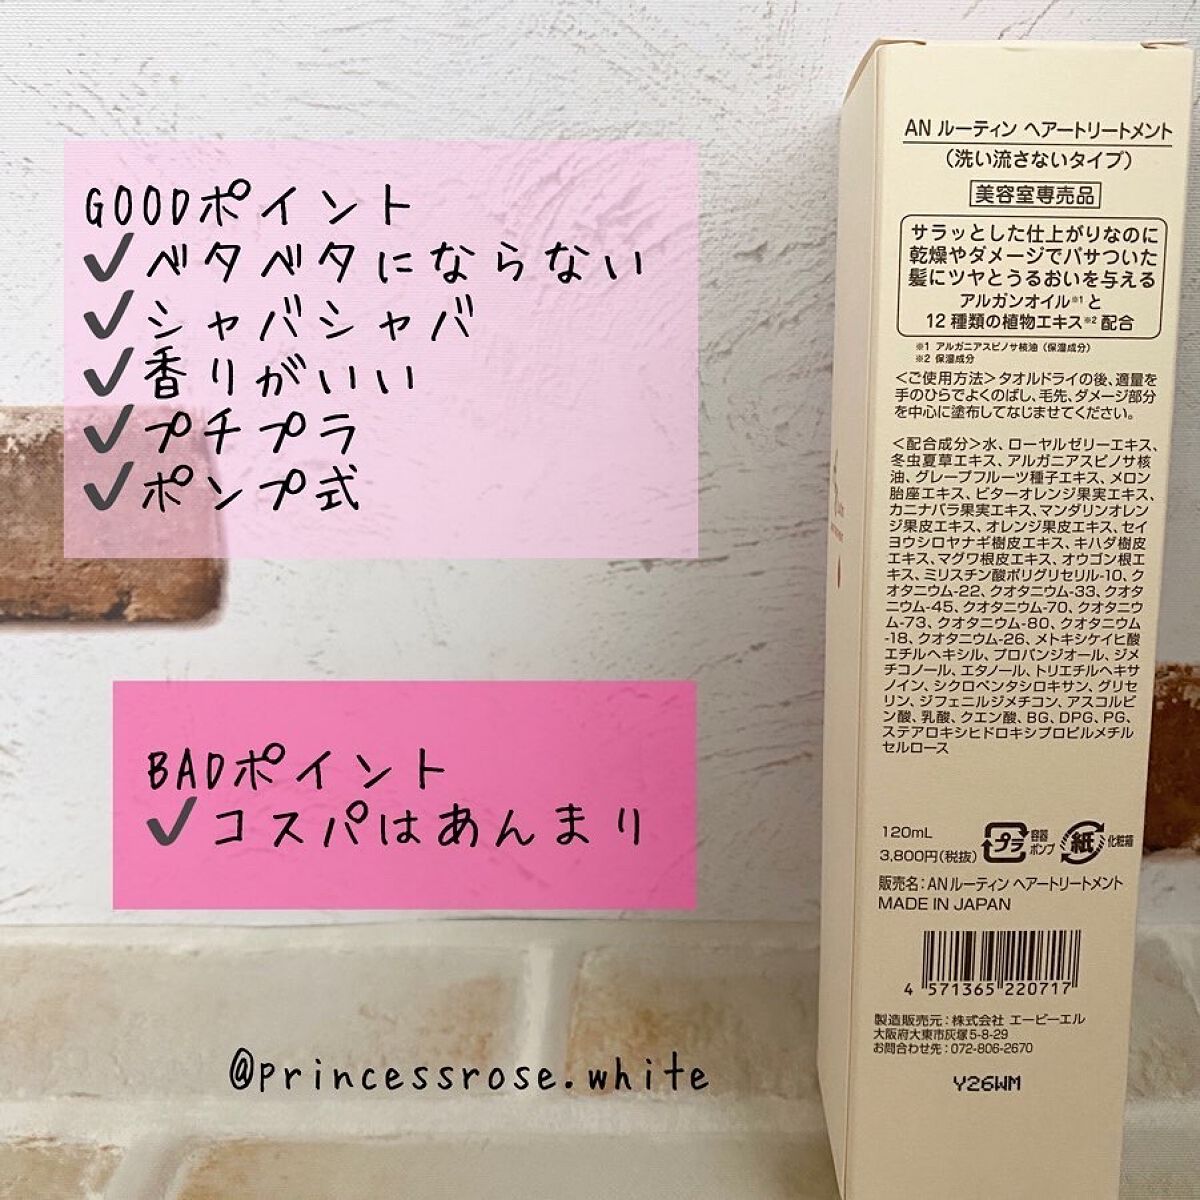 GOODポイント
✔ベタベタにならない
✔シャバシャバ
✔香りがいい
✔プチプラ
✔ポンプ式
BADポイント
✔コスパはあんまり
@princessrose.white
AN ルーティン ヘアートリートメント
(洗い流さないタイプ)
美容室専売品
サラッとした仕上がりなのに
乾燥やダメージでパサついた
髪にツヤとうるおいを与える
アルガンオイル※1と
12種類の植物エキス※2配合
※1 アルガニアスピノサ核油(保湿成分)
※2 保湿成分
<ご使用方法>タオルドライの後、適量を
手のひらでよくのばし、毛先、ダメージ部分
を中心に塗布してなじませてください。
<配合成分>水、ローヤルゼリーエキス、
冬虫夏草エキス、アルガニアスピノサ核
油、グレープフルーツ種子エキス、メロン
胎座エキス、ビターオレンジ果実エキス、
カニナバラ果実エキス、マンダリンオレン
ジ果皮エキス、オレンジ果皮エキス、セイ
ヨウシロヤナギ樹皮エキス、キハダ樹皮
エキス、マグワ根皮エキス、オウゴン根エ
キス、ミリスチン酸ポリグリセリル-10、ク
オタニウム-22、クオタニウム-33、クオタ
ニウム-45、クオタニウム-70、クオタニウ
ム-73、クオタニウム-80、クオタニウム
-18、クオタニウム-26、メトキシケイヒ酸
エチルヘキシル、プロパンジオール、ジメ
チコノール、エタノール、トリエチルヘキサ
ノイン、シクロペンタシロキサン、グリセ
リン、ジフェニルジメチコン、アスコルビ
ン酸、乳酸、クエン酸、BG、DPG、PG、
ステアロキシヒドロキシプロピルメチル
セルロース
120mL
3,800円(税抜)
プラ
容器
ポンプ
紙
化粧箱
販売名:ANルーティン ヘアートリートメント
MADE IN JAPAN
4 571365 220717
製造販売元:株式会社 エービーエル
大阪府大東市灰塚5-8-29
お問合わせ先:072-806-2670
Y26WM